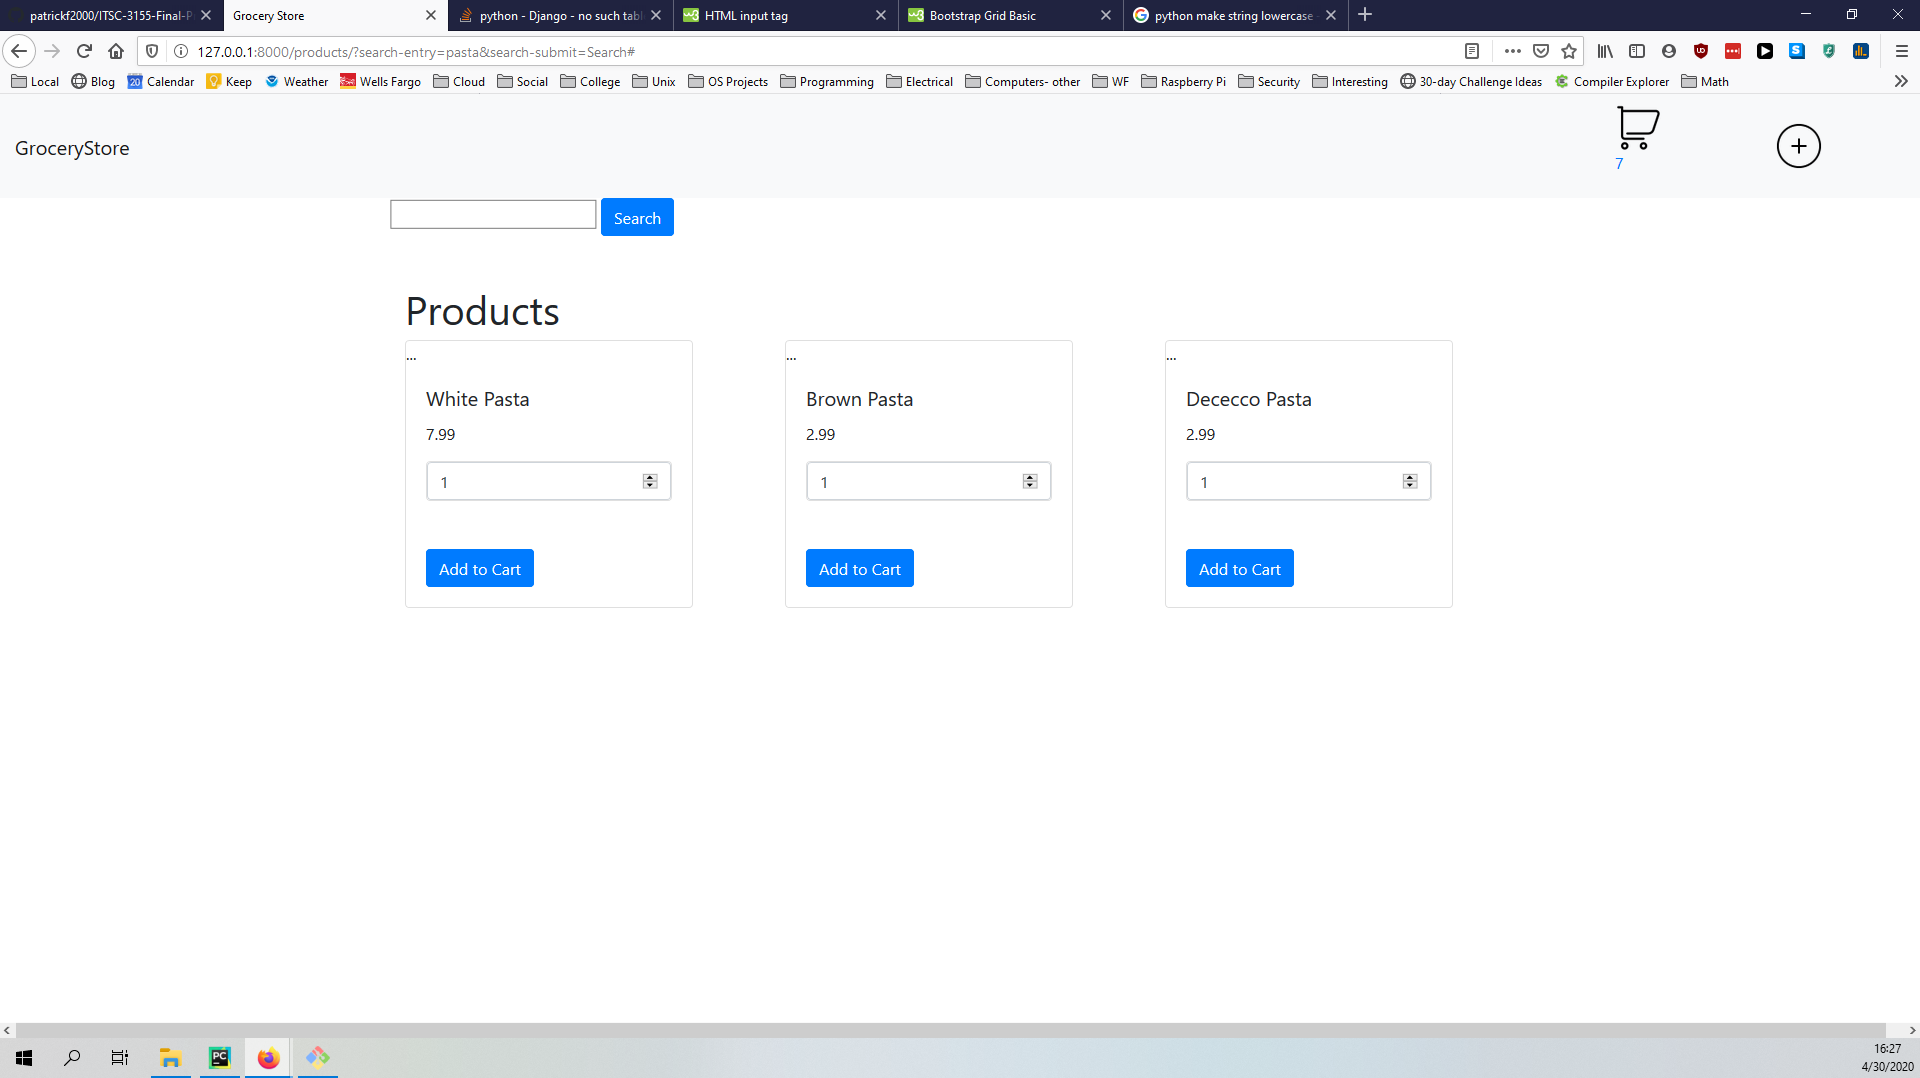 patrickf2000/ITSC-3155-Final-P
Grocery Store
python - Django - no such tabl
HTML input tag
Bootstrap Grid Basic
python make string lowercase -
127.0.0.1:8000/products/?search-entry=pasta&search-submit=Search#
Local
Blog
Calendar
Keep
Weather
Wells Fargo
Cloud
Social
College
Unix
OS Projects
Programming
Electrical
Computers- other
WF
Raspberry Pi
Security
Interesting
30-day Challenge Ideas
Compiler Explorer
Math
GroceryStore
7
Search
Products
...
White Pasta
7.99
1
Add to Cart
...
Brown Pasta
2.99
1
Add to Cart
...
Dececco Pasta
2.99
1
Add to Cart
16:27
4/30/2020